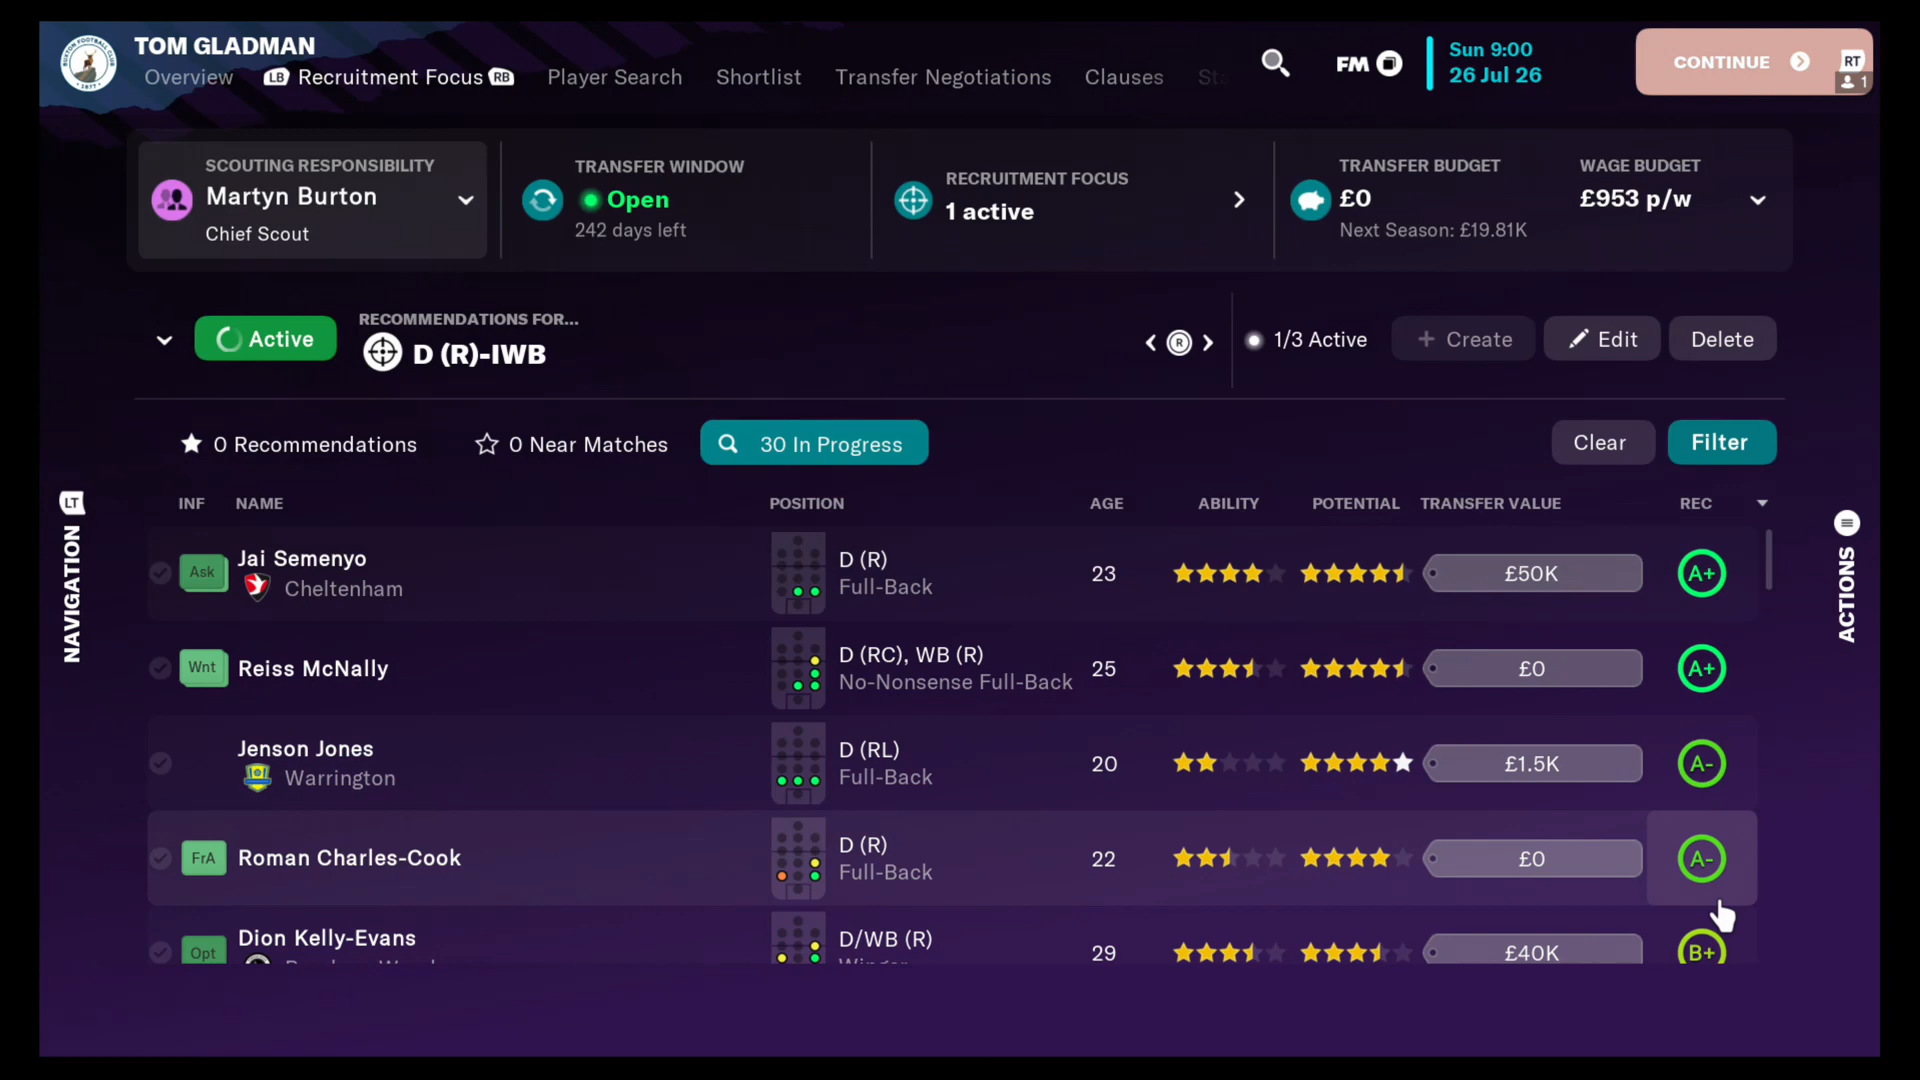 TOM GLADMAN
Overview LB Recruitment Focus RB Player Search Shortlist Transfer Negotiations Clauses
FM
Sun 9:00
26 Jul 26
CONTINUE RT
1
SCOUTING RESPONSIBILITY
Martyn Burton
Chief Scout
TRANSFER WINDOW
Open
242 days left
RECRUITMENT FOCUS
1 active
TRANSFER BUDGET
£0
Next Season: £19.81K
WAGE BUDGET
£953 p/w
Active
RECOMMENDATIONS FOR...
D (R)-IWB
R
1/3 Active
+ Create
Edit
Delete
0 Recommendations
0 Near Matches
30 In Progress
Clear
Filter
LT
NAVIGATION
ACTIONS
INF NAME POSITION AGE ABILITY POTENTIAL TRANSFER VALUE REC
Ask Jai Semenyo D (R) 23 £50K A+
Cheltenham Full-Back
Wnt Reiss McNally D (RC), WB (R) 25 £0 A+
No-Nonsense Full-Back
Jenson Jones D (RL) 20 £1.5K A-
Warrington Full-Back
FrA Roman Charles-Cook D (R) 22 £0 A-
Full-Back
Opt Dion Kelly-Evans D/WB (R) 29 £40K B+